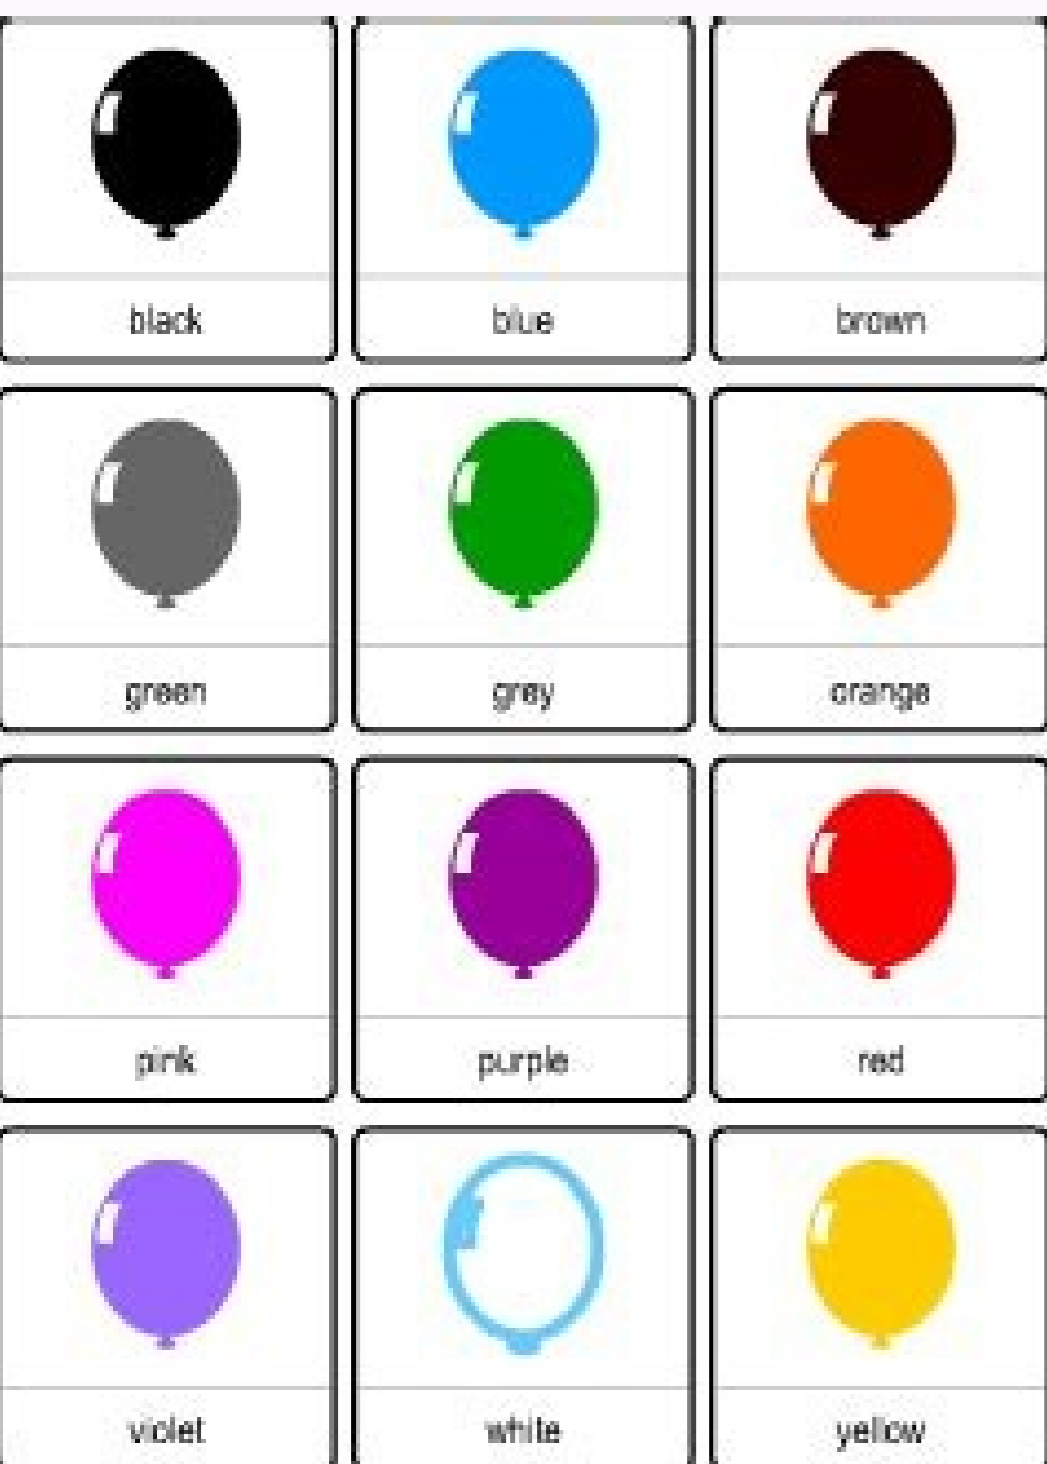 black
blue
brown
green
grey
orange
pink
purple
red
violet
white
yellow